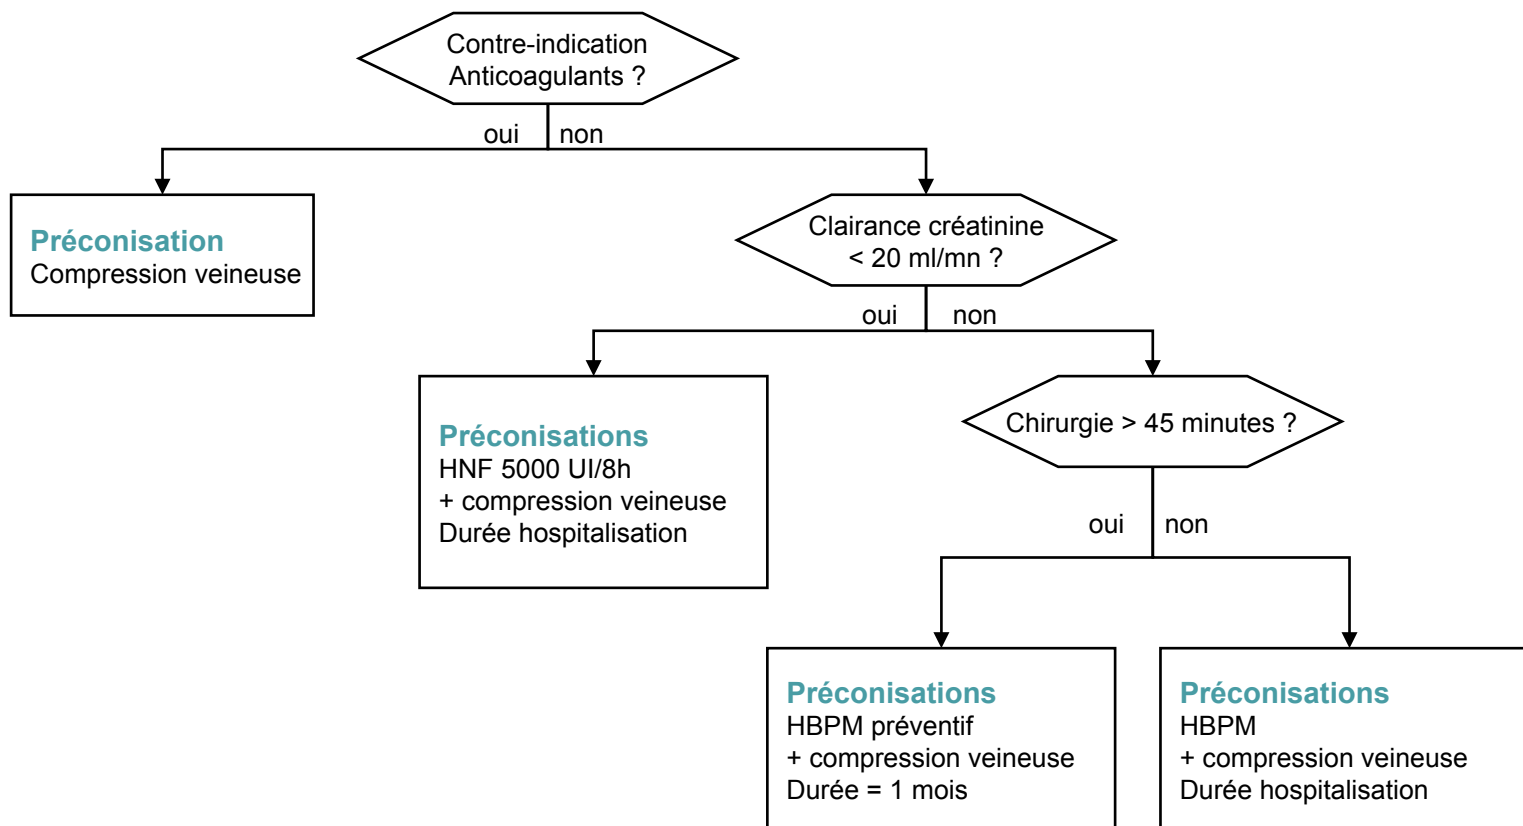 Contre-indication
Anticoagulants ?
oui
non
Préconisation
Compression veineuse
Clairance créatinine
< 20 ml/mn ?
oui
non
Préconisations
HNF 5000 UI/8h
+ compression veineuse
Durée hospitalisation
Chirurgie > 45 minutes ?
oui
non
Préconisations
HBPM préventif
+ compression veineuse
Durée = 1 mois
Préconisations
HBPM
+ compression veineuse
Durée hospitalisation